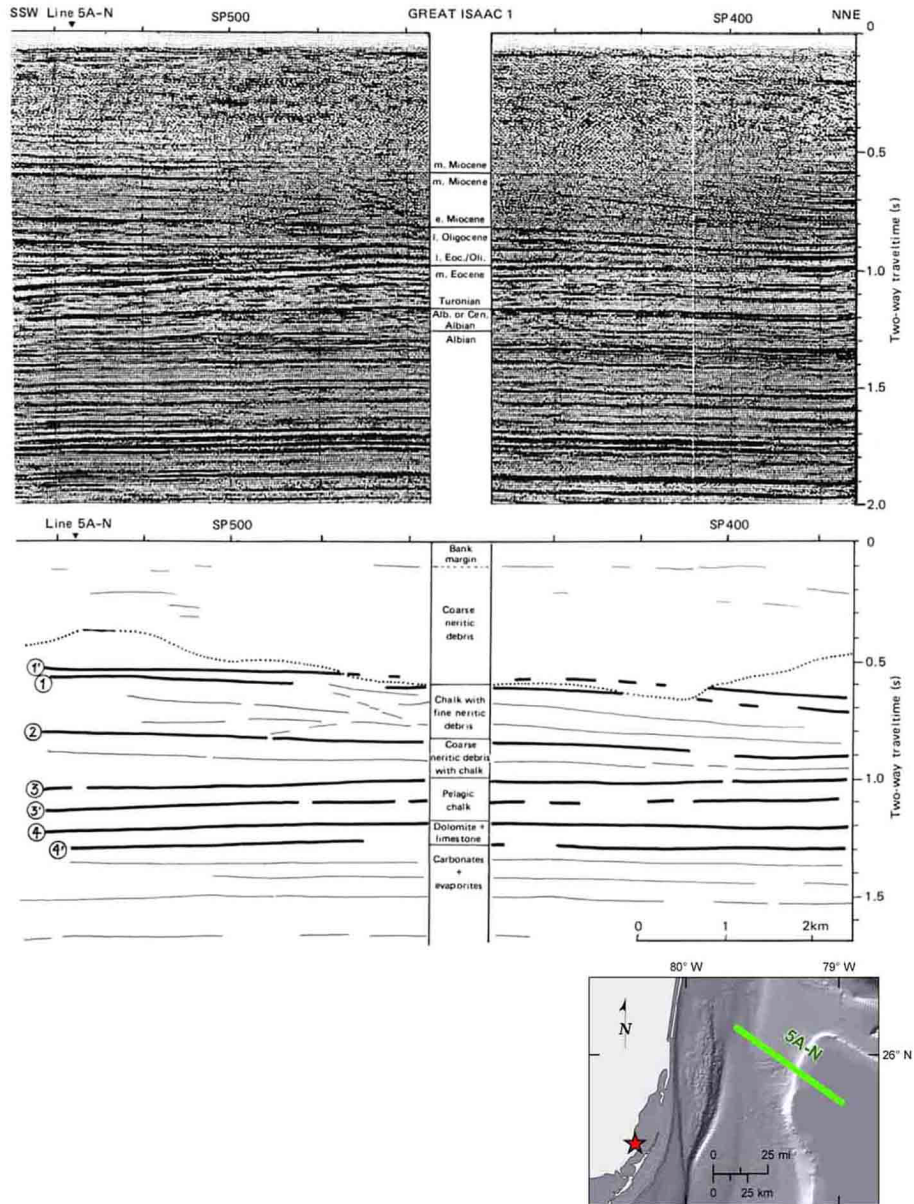 SSW Line 5A-N SP500 GREAT ISAAC 1 SP400 NNE
0
m. Miocene
0.5
m. Miocene
e. Miocene
l. Oligocene
l. Eoc./Oli.
m. Eocene
1.0
Turonian
Alb. or Cen.
Albian
Albian
1.5
2.0
Two-way traveltime (s)
Line 5A-N SP500 SP400
0
Bank
margin
Coarse
neritic
debris
0.5
1'
1
Chalk with
fine neritic
debris
2
Coarse
neritic debris
with chalk
3
1.0
Pelagic
chalk
3'
4
Dolomite +
limestone
4'
Carbonates
+
evaporites
1.5
0 1 2km
Two-way traveltime (s)
80° W 79° W
N
5A-N
26° N
0 25 mi
0 25 km